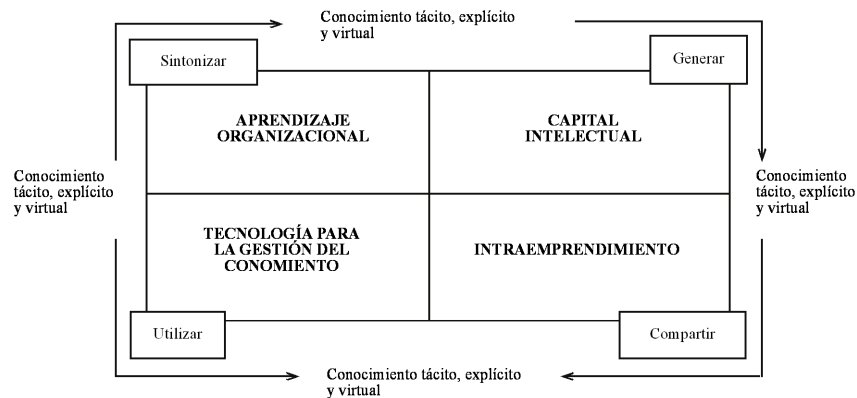 Conocimiento tácito, explícito
y virtual
Sintonizar
Generar
APRENDIZAJE
ORGANIZACIONAL
CAPITAL
INTELECTUAL
Conocimiento
tácito, explícito
y virtual
Conocimiento
tácito, explícito
y virtual
TECNOLOGÍA PARA
LA GESTIÓN DEL
CONOMIENTO
INTRAEMPRENDIMIENTO
Utilizar
Compartir
Conocimiento tácito, explícito
y virtual